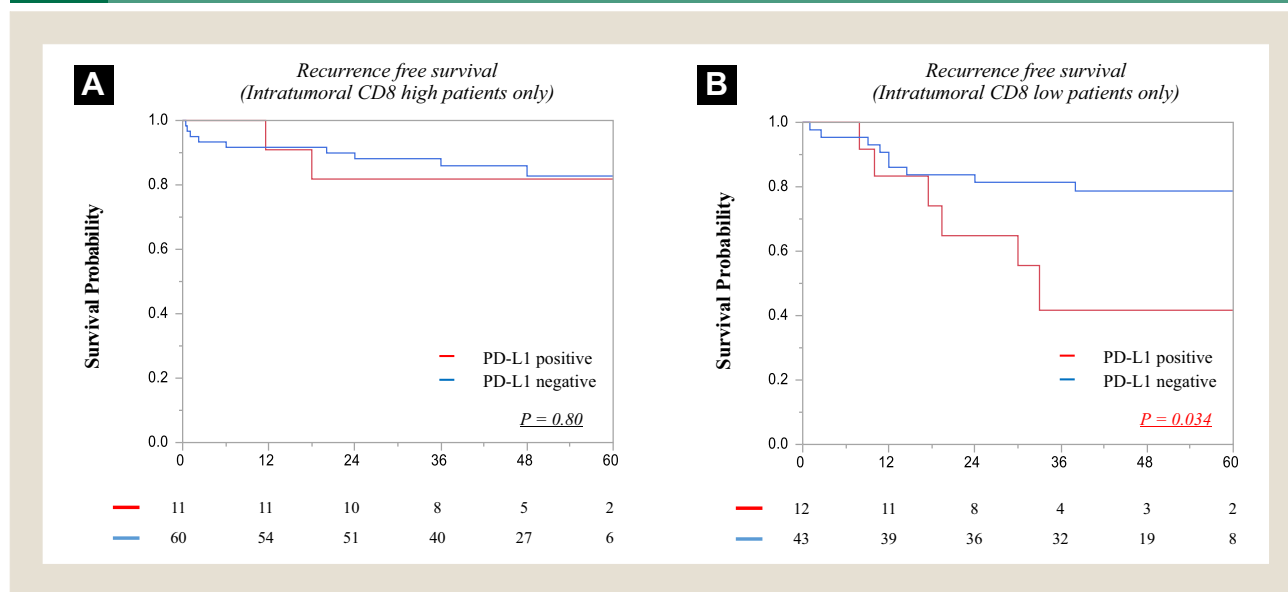 A
Recurrence free survival
(Intratumoral CD8 high patients only)
Survival Probability
1.0
0.8
0.6
0.4
0.2
0.0
PD-L1 positive
PD-L1 negative
P = 0.80
0 12 24 36 48 60
11 11 10 8 5 2
60 54 51 40 27 6
B
Recurrence free survival
(Intratumoral CD8 low patients only)
Survival Probability
1.0
0.8
0.6
0.4
0.2
0.0
PD-L1 positive
PD-L1 negative
P = 0.034
0 12 24 36 48 60
12 11 8 4 3 2
43 39 36 32 19 8